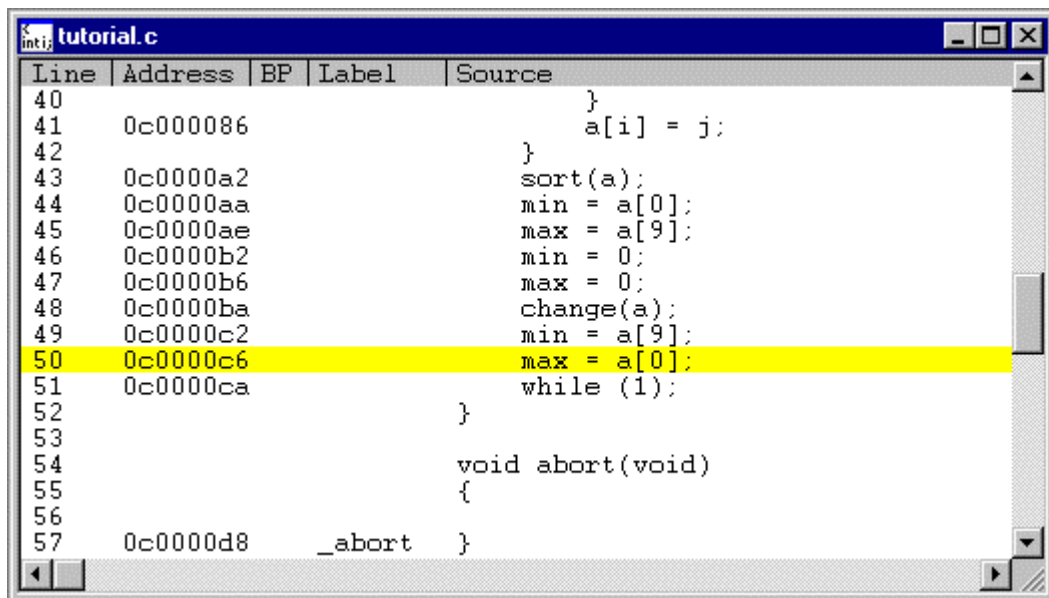 int i; tutorial.c
Line Address BP Label Source
40 }
41 0c000086 a[i] = j;
42 }
43 0c0000a2 sort(a);
44 0c0000aa min = a[0];
45 0c0000ae max = a[9];
46 0c0000b2 min = 0;
47 0c0000b6 max = 0;
48 0c0000ba change(a);
49 0c0000c2 min = a[9];
50 0c0000c6 max = a[0];
51 0c0000ca while (1);
52 }
53
54 void abort(void)
55 {
56
57 0c0000d8 _abort }